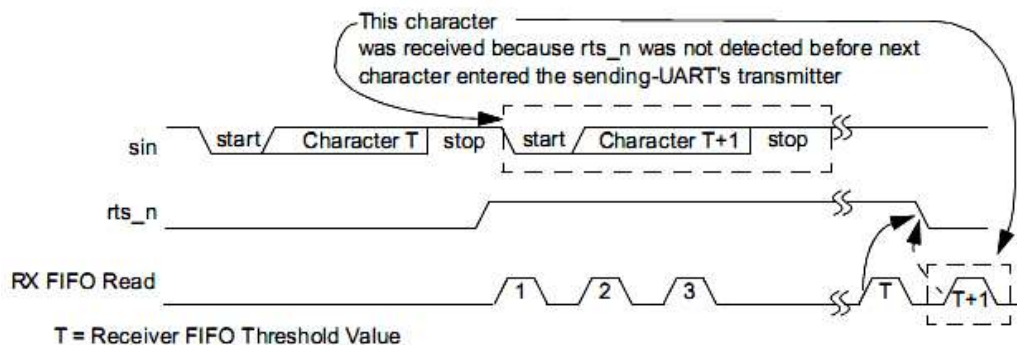 This character
was received because rts_n was not detected before next
character entered the sending-UART's transmitter
sin
start
Character T
stop
start
Character T+1
stop
rts_n
RX FIFO Read
1
2
3
T
T+1
T = Receiver FIFO Threshold Value